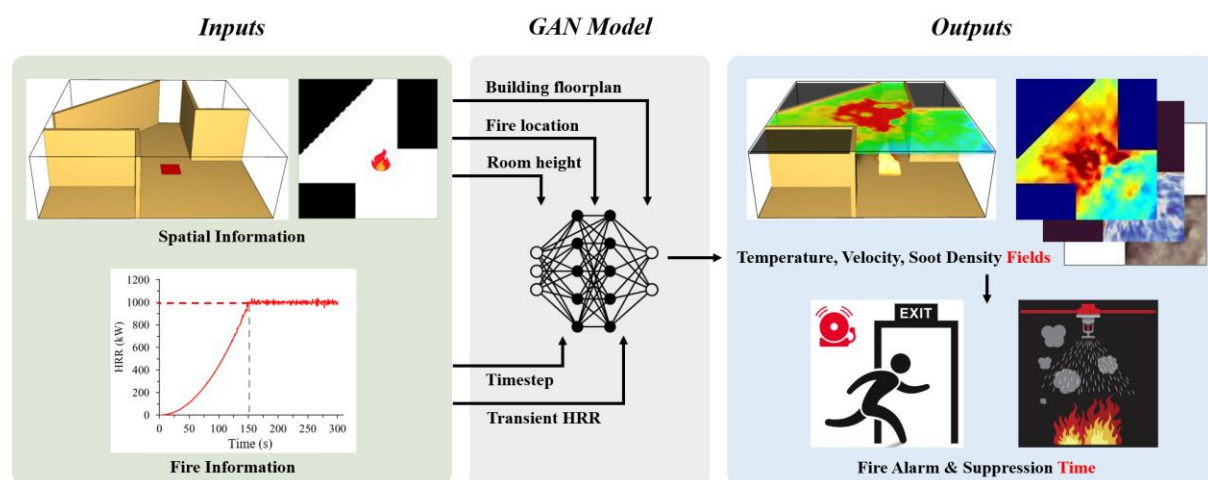 Inputs
GAN Model
Outputs
Building floorplan
Fire location
Room height
Spatial Information
Temperature, Velocity, Soot Density Fields
1200
1000
800
600
400
200
0
HRR (kW)
0 50 100 150 200 250 300
Time (s)
Fire Information
Timestep
Transient HRR
EXIT
Fire Alarm & Suppression Time